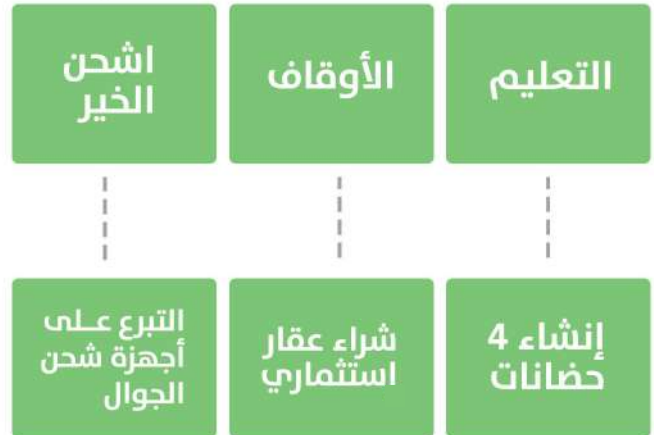 التعليم
الأوقاف
اشحن
الخير
إنشاء 4
حضانات
شراء عقار
استثماري
التبرع على
أجهزة شحن
الجوال